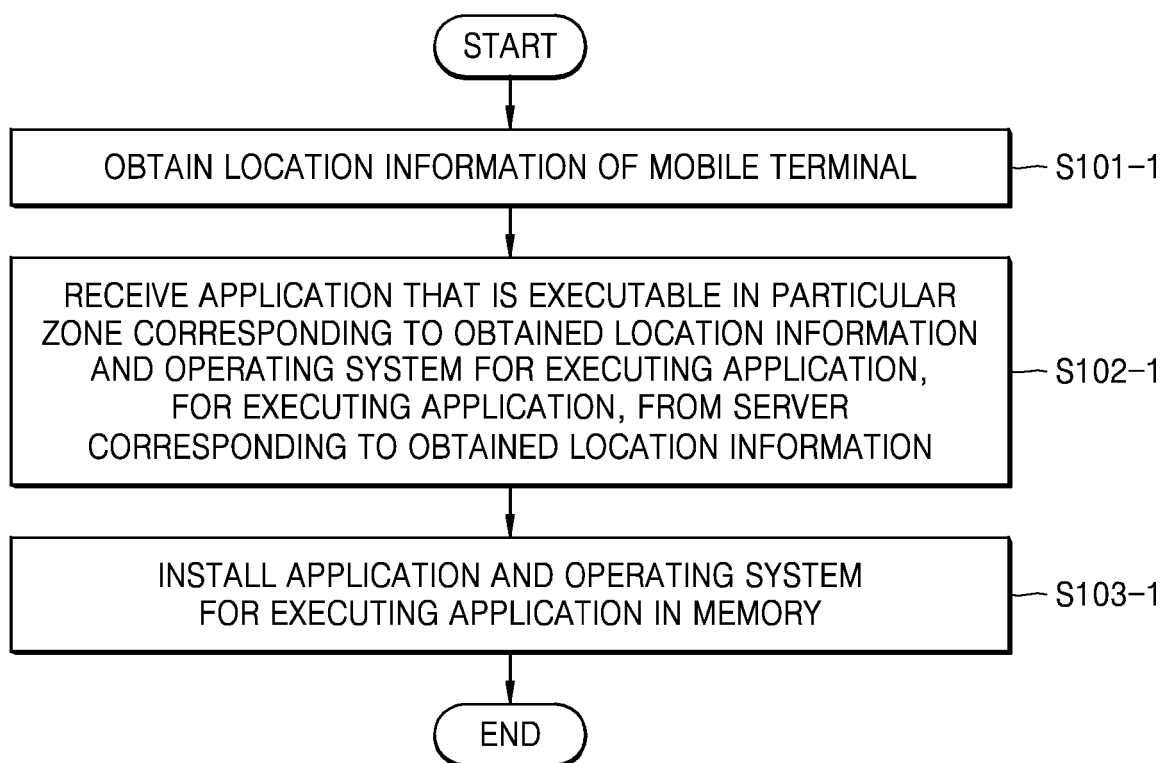 START
OBTAIN LOCATION INFORMATION OF MOBILE TERMINAL
S101-1
RECEIVE APPLICATION THAT IS EXECUTABLE IN PARTICULAR
ZONE CORRESPONDING TO OBTAINED LOCATION INFORMATION
AND OPERATING SYSTEM FOR EXECUTING APPLICATION,
FOR EXECUTING APPLICATION, FROM SERVER
CORRESPONDING TO OBTAINED LOCATION INFORMATION
S102-1
INSTALL APPLICATION AND OPERATING SYSTEM
FOR EXECUTING APPLICATION IN MEMORY
S103-1
END